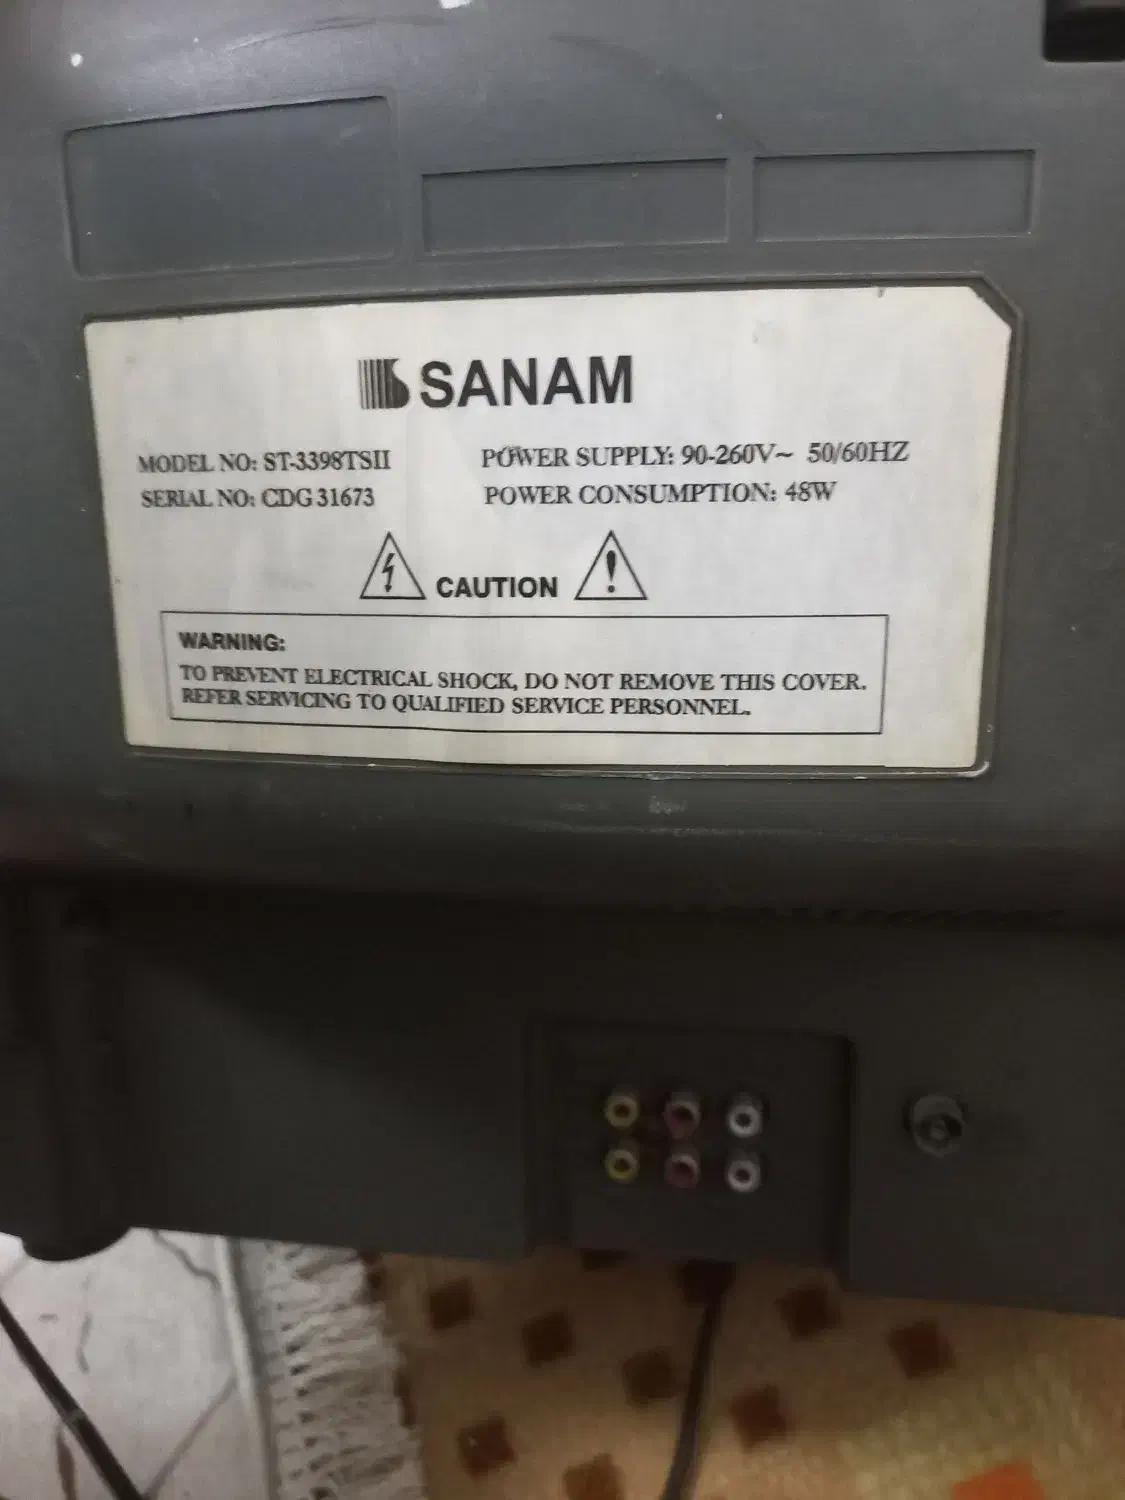 SANAM
MODEL NO: ST-3398TSII
SERIAL NO: CDG 31673
POWER SUPPLY: 90-260V~ 50/60HZ
POWER CONSUMPTION: 48W
CAUTION
WARNING:
TO PREVENT ELECTRICAL SHOCK, DO NOT REMOVE THIS COVER.
REFER SERVICING TO QUALIFIED SERVICE PERSONNEL.